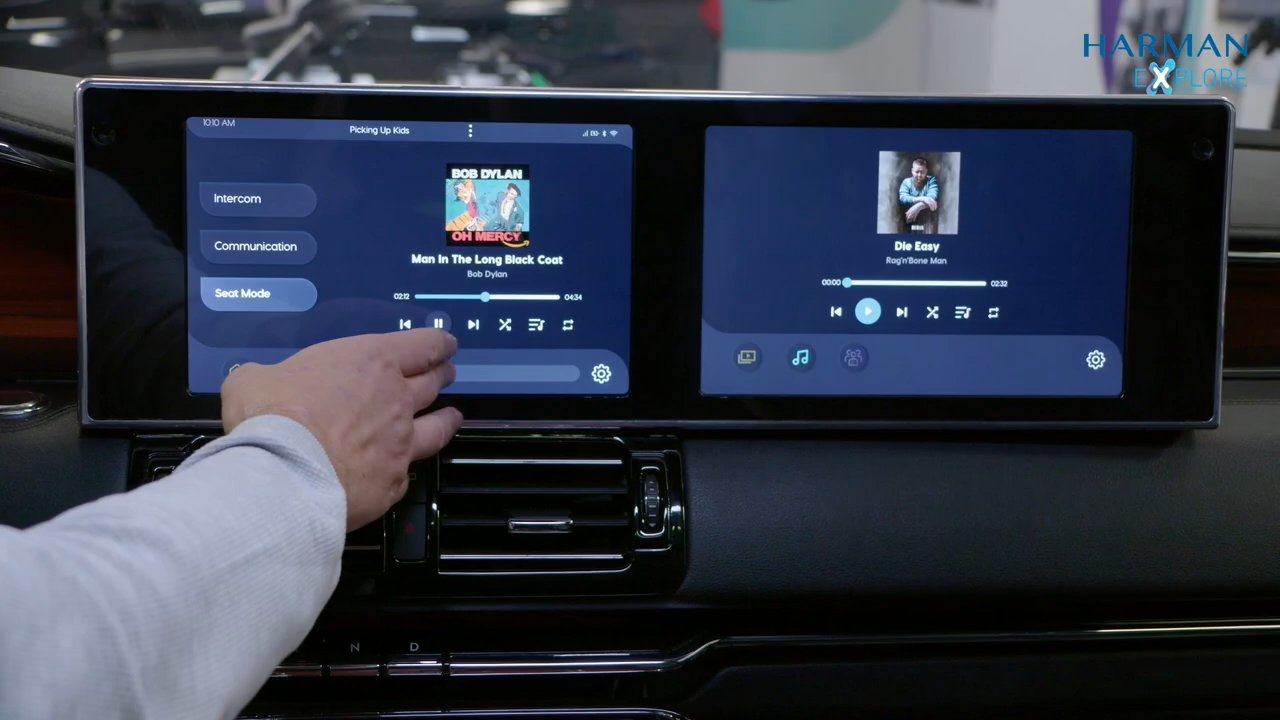 HARMAN
EXPLORE
10:10 AM
Picking Up Kids
Intercom
Communication
Seat Mode
BOB DYLAN
OH MERCY
Man In The Long Black Coat
Bob Dylan
02:12
04:34
Die Easy
Rag'n'Bone Man
00:00
02:32
N
D